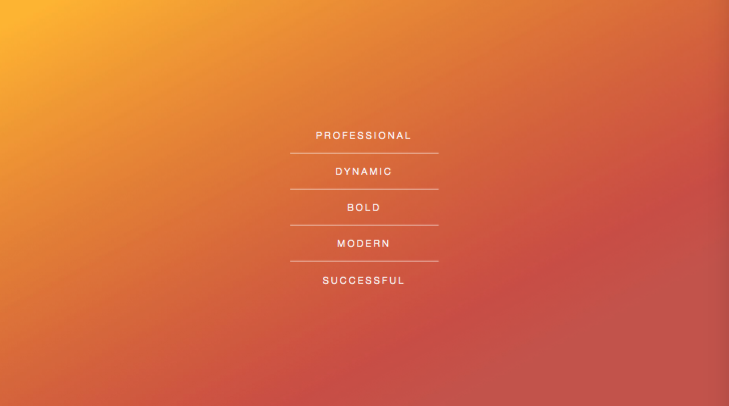 PROFESSIONAL
DYNAMIC
BOLD
MODERN
SUCCESSFUL